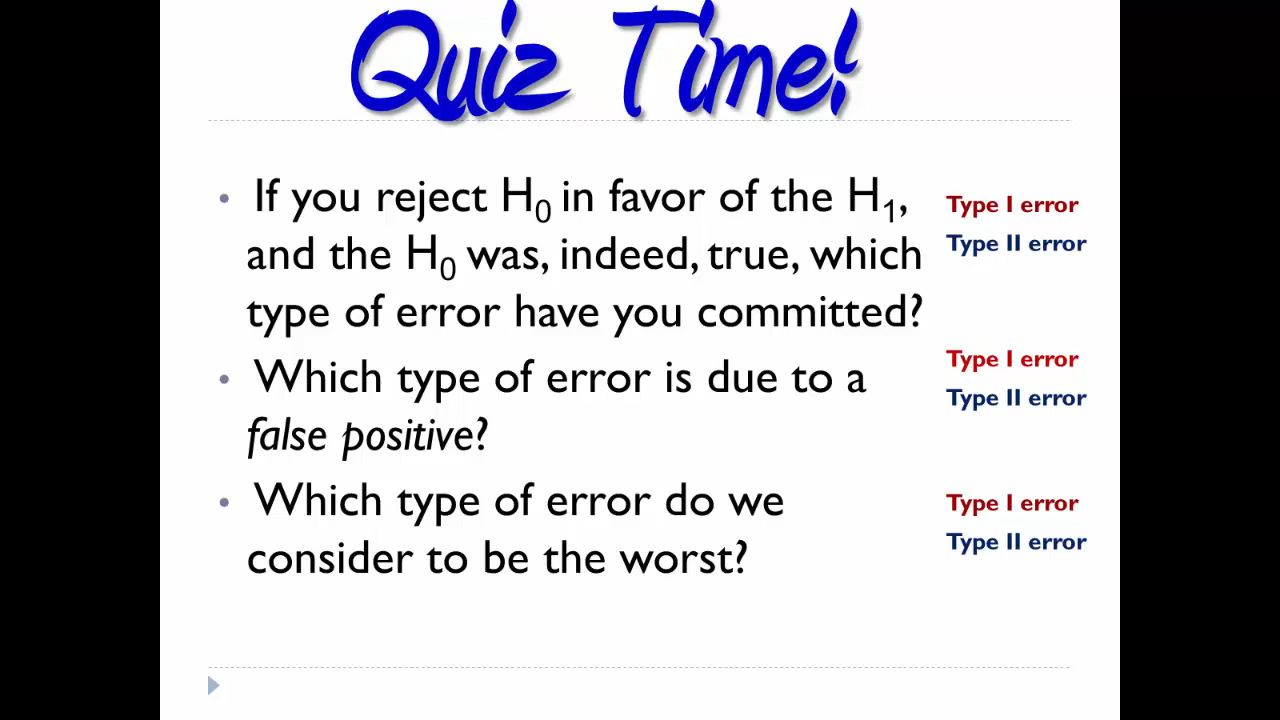 Quiz Time!
• If you reject H0 in favor of the H1,
and the H0 was, indeed, true, which
type of error have you committed?
Type I error
Type II error
• Which type of error is due to a
false positive?
Type I error
Type II error
• Which type of error do we
consider to be the worst?
Type I error
Type II error